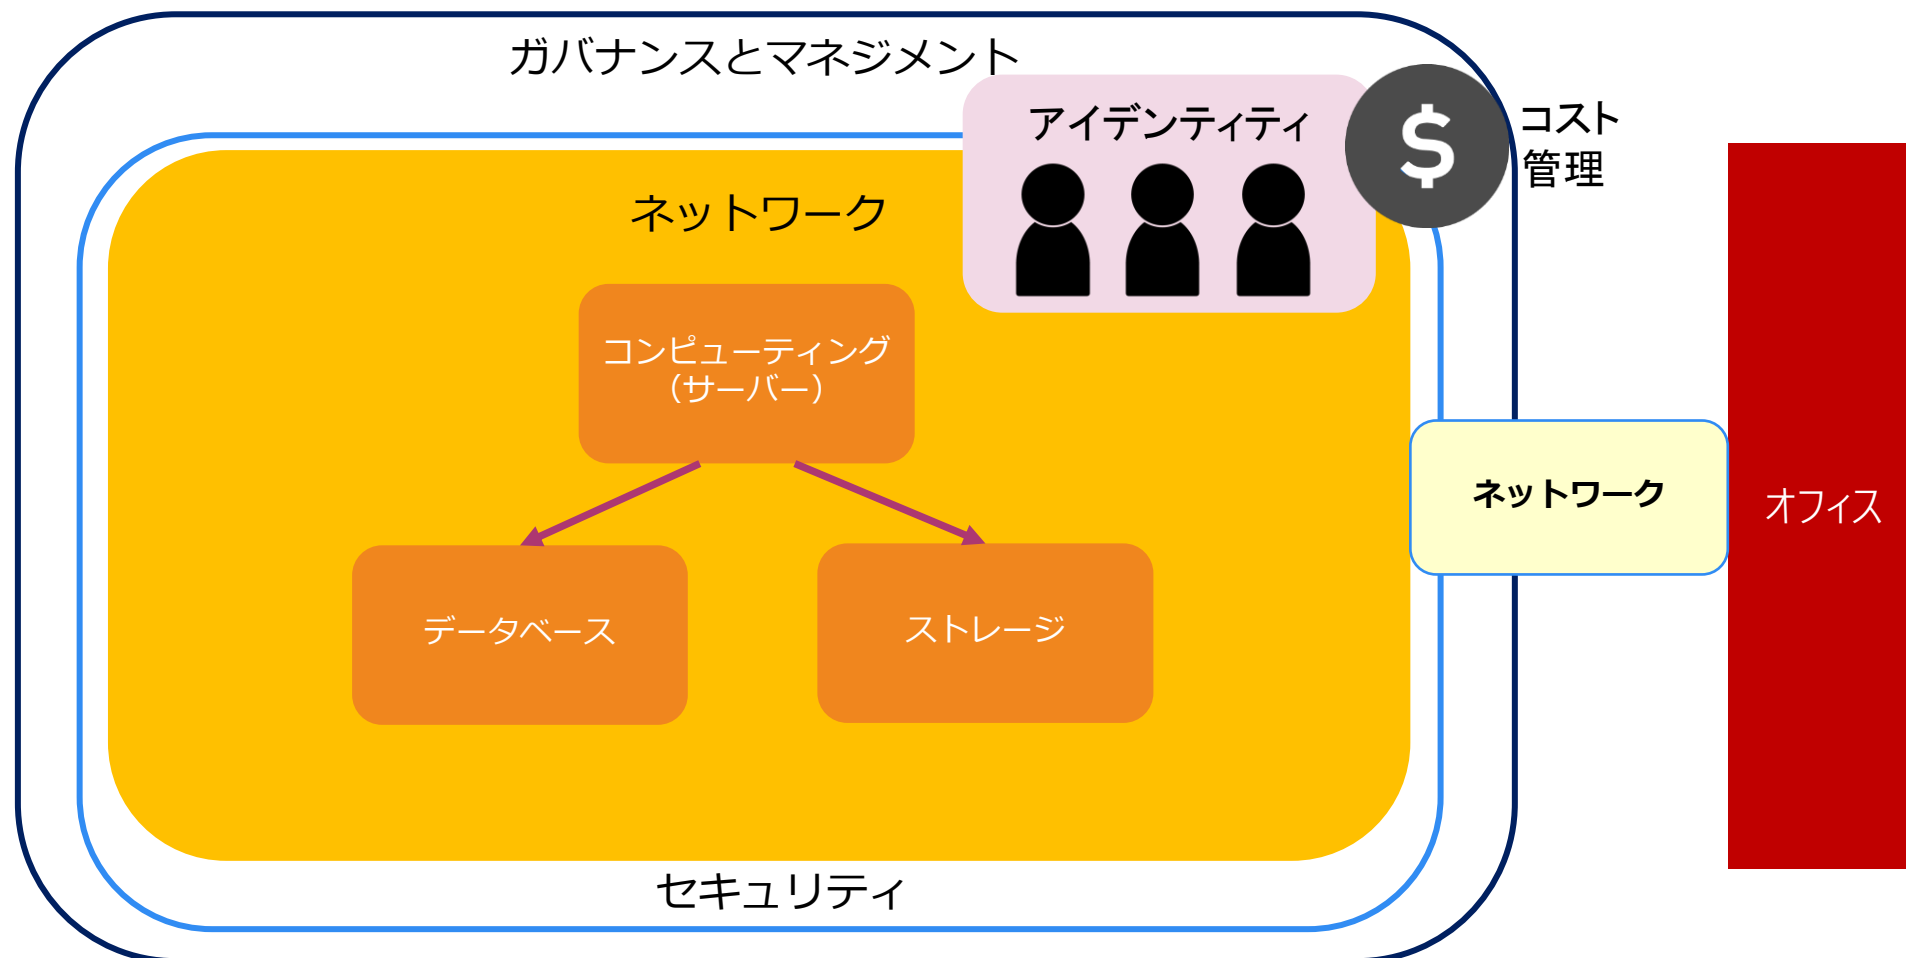 ガバナンスとマネジメント
アイデンティティ
コスト
管理
ネットワーク
コンピューティング
(サーバー)
ネットワーク
オフィス
データベース
ストレージ
セキュリティ